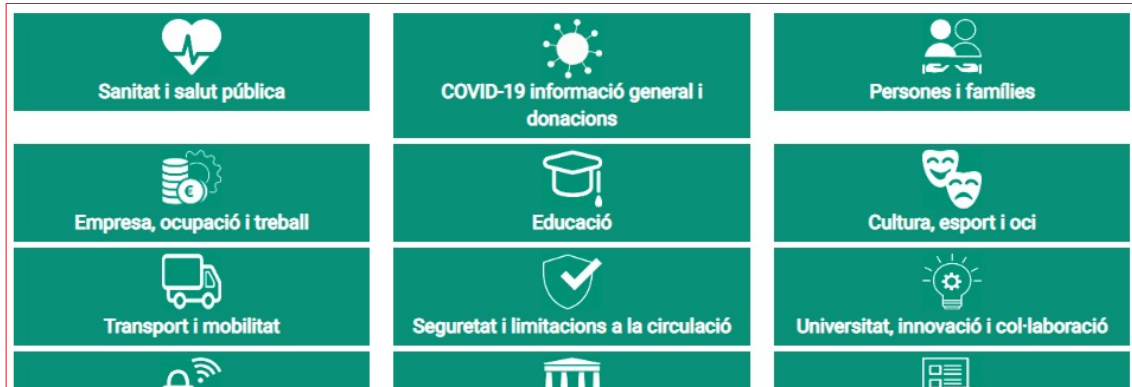 Sanitat i salut pública
COVID-19 informació general i
donacions
Persones i famílies
Empresa, ocupació i treball
Educació
Cultura, esport i oci
Transport i mobilitat
Seguretat i limitacions a la circulació
Universitat, innovació i col·laboració